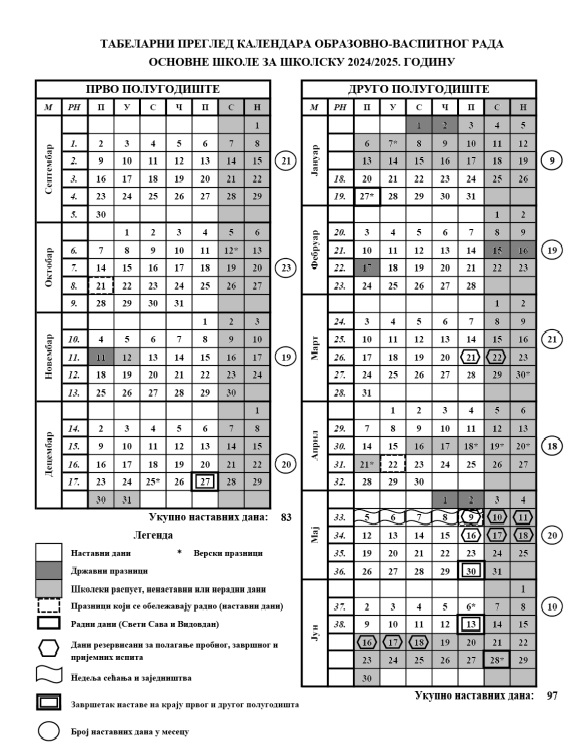 ТАБЕЛАРНИ ПРЕГЛЕД КАЛЕНДАРА ОБРАЗОВНО-ВАСПИТНОГ РАДА
ОСНОВНЕ ШКОЛЕ ЗА ШКОЛСКУ 2024/2025. ГОДИНУ
ПРВО ПОЛУГОДИШТЕ
М РН П У С Ч П С Н
Септембар
1
1. 2 3 4 5 6 7 8
2. 9 10 11 12 13 14 15 21
3. 16 17 18 19 20 21 22
4. 23 24 25 26 27 28 29
5. 30
Октобар
1 2 3 4 5 6
6. 7 8 9 10 11 12* 13
7. 14 15 16 17 18 19 20 23
8. 21 22 23 24 25 26 27
9. 28 29 30 31
Новембар
1 2 3
10. 4 5 6 7 8 9 10
11. 11 12 13 14 15 16 17 19
12. 18 19 20 21 22 23 24
13. 25 26 27 28 29 30
Децембар
1
14. 2 3 4 5 6 7 8
15. 9 10 11 12 13 14 15
16. 16 17 18 19 20 21 22 20
17. 23 24 25* 26 27 28 29
30 31
Укупно наставних дана: 83
Легенда
Наставни дани * Верски празници
Државни празници
Школски распуст, ненаставни или нерадни дани
Празници који се обележавају радно (наставни дани)
Радни дани (Свети Сава и Видовдан)
Дани резервисани за полагање пробног, завршног и
пријемних испита
Недеља сећања и заједништва
Завршетак наставе на крају првог и другог полугодишта
Број наставних дана у месецу
ДРУГО ПОЛУГОДИШТЕ
М РН П У С Ч П С Н
Јануар
1 2 3 4 5
6 7* 8 9 10 11 12
13 14 15 16 17 18 19 9
18. 20 21 22 23 24 25 26
19. 27* 28 29 30 31
Фебруар
1 2
20. 3 4 5 6 7 8 9
21. 10 11 12 13 14 15 16 19
22. 17 18 19 20 21 22 23
23. 24 25 26 27 28
Март
1 2
24. 3 4 5 6 7 8 9
25. 10 11 12 13 14 15 16 21
26. 17 18 19 20 21 22 23
27. 24 25 26 27 28 29 30*
28. 31
Април
1 2 3 4 5 6
29. 7 8 9 10 11 12 13
30. 14 15 16 17 18* 19* 20* 18
31. 21* 22 23 24 25 26 27
32. 28 29 30
Мај
1 2 3 4
33. 5 6 7 8 9 10 11
34. 12 13 14 15 16 17 18 20
35. 19 20 21 22 23 24 25
36. 26 27 28 29 30 31
Јун
1
37. 2 3 4 5 6* 7 8 10
38. 9 10 11 12 13 14 15
16 17 18 19 20 21 22
23 24 25 26 27 28* 29
30
Укупно наставних дана: 97